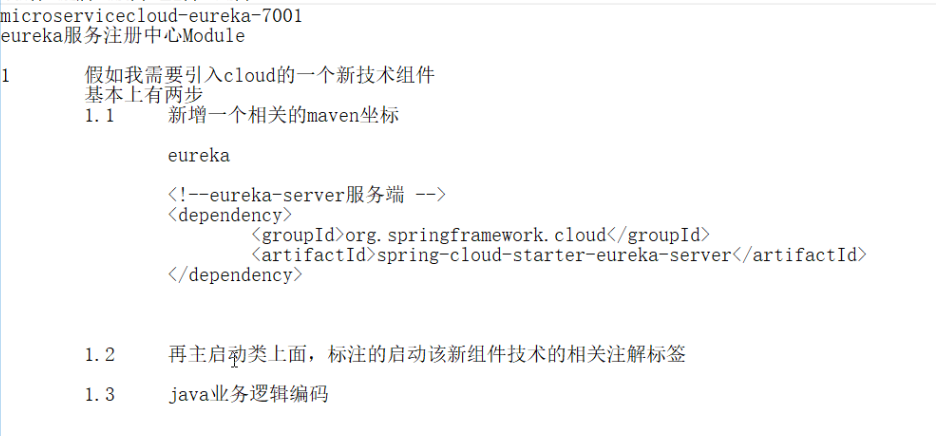 microservicecloud-eureka-7001
eureka服务注册中心Module
1 假如我需要引入cloud的一个新技术组件
基本上有两步
1.1 新增一个相关的maven坐标
eureka
<!--eureka-server服务端 -->
<dependency>
<groupId>org.springframework.cloud</groupId>
<artifactId>spring-cloud-starter-eureka-server</artifactId>
</dependency>
1.2 再主启动类上面，标注的启动该新组件技术的相关注解标签
1.3 java业务逻辑编码